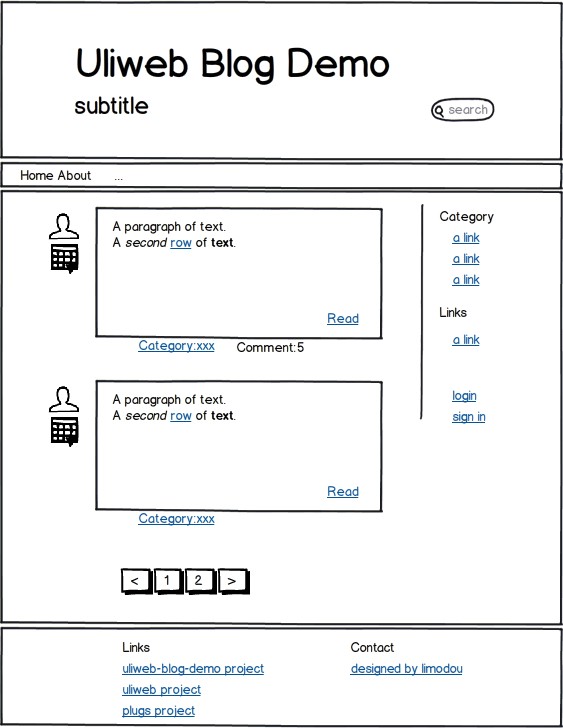 Uliweb Blog Demo
subtitle
search
Home About ...
A paragraph of text.
A second row of text.
Read
Category:xxx Comment:5
A paragraph of text.
A second row of text.
Read
Category:xxx
< 1 2 >
Category
a link
a link
a link
Links
a link
login
sign in
Links
uliweb-blog-demo project
uliweb project
plugs project
Contact
designed by limodou